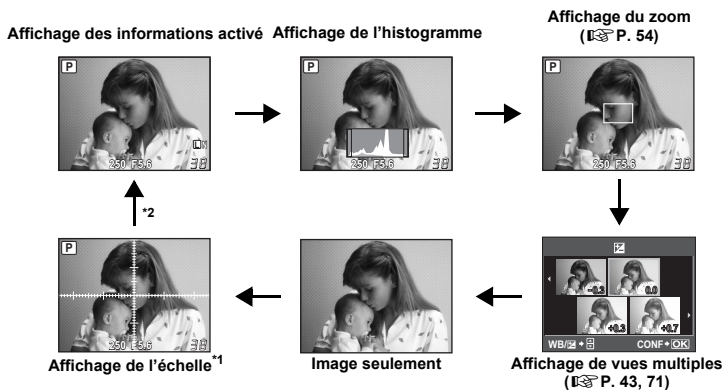 Affichage des informations activé
Affichage de l'histogramme
Affichage du zoom
(☞ P. 54)
P
250 F5.6
N
38
250 F5.6
38
P
250 F5.6
38
*2
P
250 F5.6
38
Affichage de l'échelle*1
Image seulement
-0.3
0.0
+0.3
+0.7
WB/
CONF OK
Affichage de vues multiples
(☞ P. 43, 71)